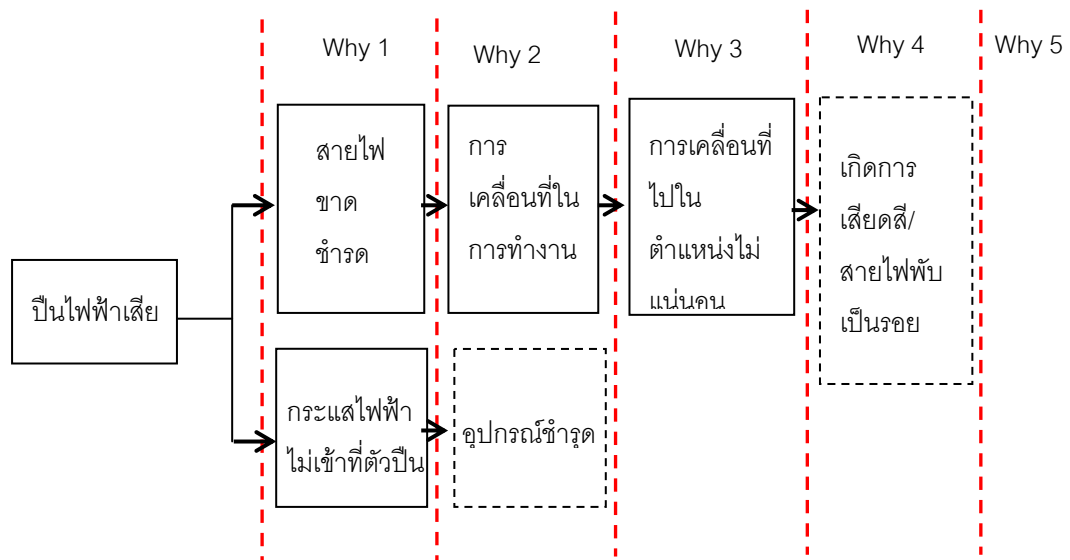 Why 1
Why 2
Why 3
Why 4
Why 5
ปืนไฟฟ้าเสีย
สายไฟ
ขาด
ชำรด
การ
เคลื่อนที่ใน
การทำงาน
การเคลื่อนที่
ไปใน
ตำแหน่งไม่
แน่นคน
เกิดการ
เสียดสี/
สายไฟพับ
เป็นรอย
กระแสไฟฟ้า
ไม่เข้าที่ตัวปืน
อุปกรณ์ชำรุด